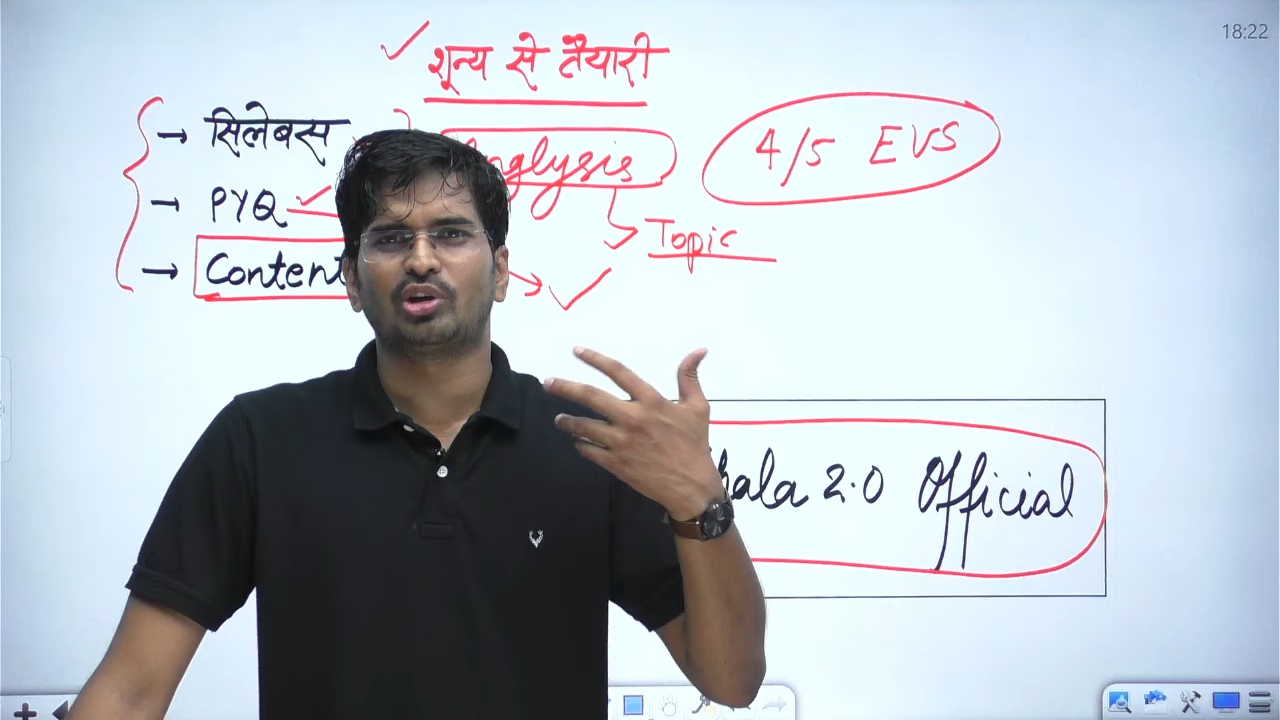 18:22
शून्य से तैयारी
→ सिलेबस
4/5 EVS
→ PYQ
Topic
→ Content
2.0 Official